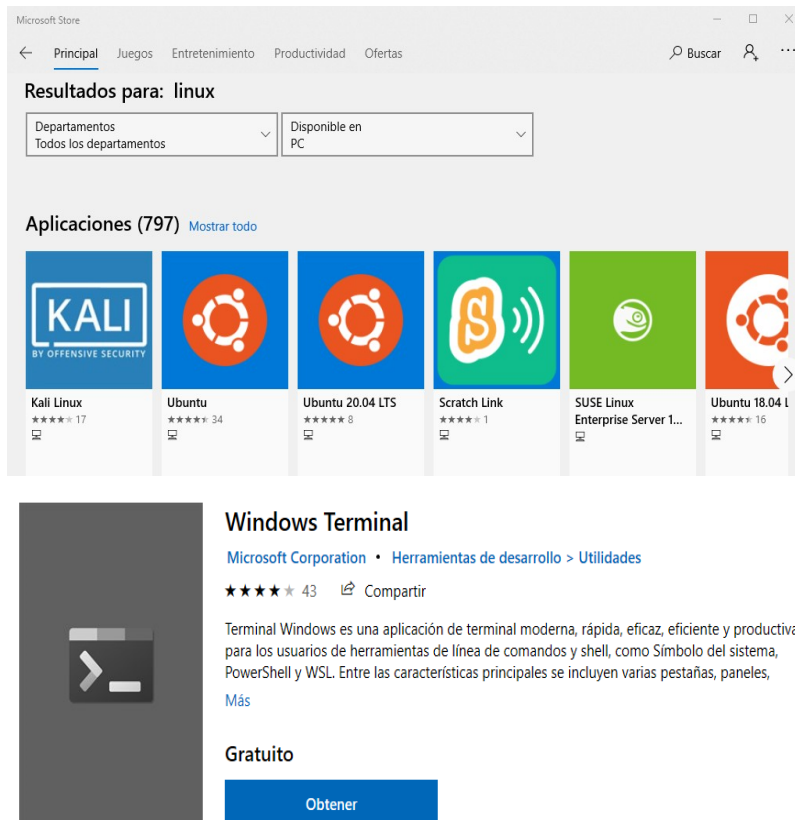 Microsoft Store
Principal Juegos Entretenimiento Productividad Ofertas Buscar
Resultados para: linux
Departamentos
Todos los departamentos
Disponible en
PC
Aplicaciones (797) Mostrar todo
KALI
BY OFFENSIVE SECURITY
S
Kali Linux
17
Ubuntu
34
Ubuntu 20.04 LTS
8
Scratch Link
1
SUSE Linux
Enterprise Server 1...
Ubuntu 18.04 L
16
Windows Terminal
Microsoft Corporation • Herramientas de desarrollo > Utilidades
43 Compartir
Terminal Windows es una aplicación de terminal moderna, rápida, eficaz, eficiente y productiva
para los usuarios de herramientas de línea de comandos y shell, como Símbolo del sistema,
PowerShell y WSL. Entre las características principales se incluyen varias pestañas, paneles,
Más
Gratuito
Obtener